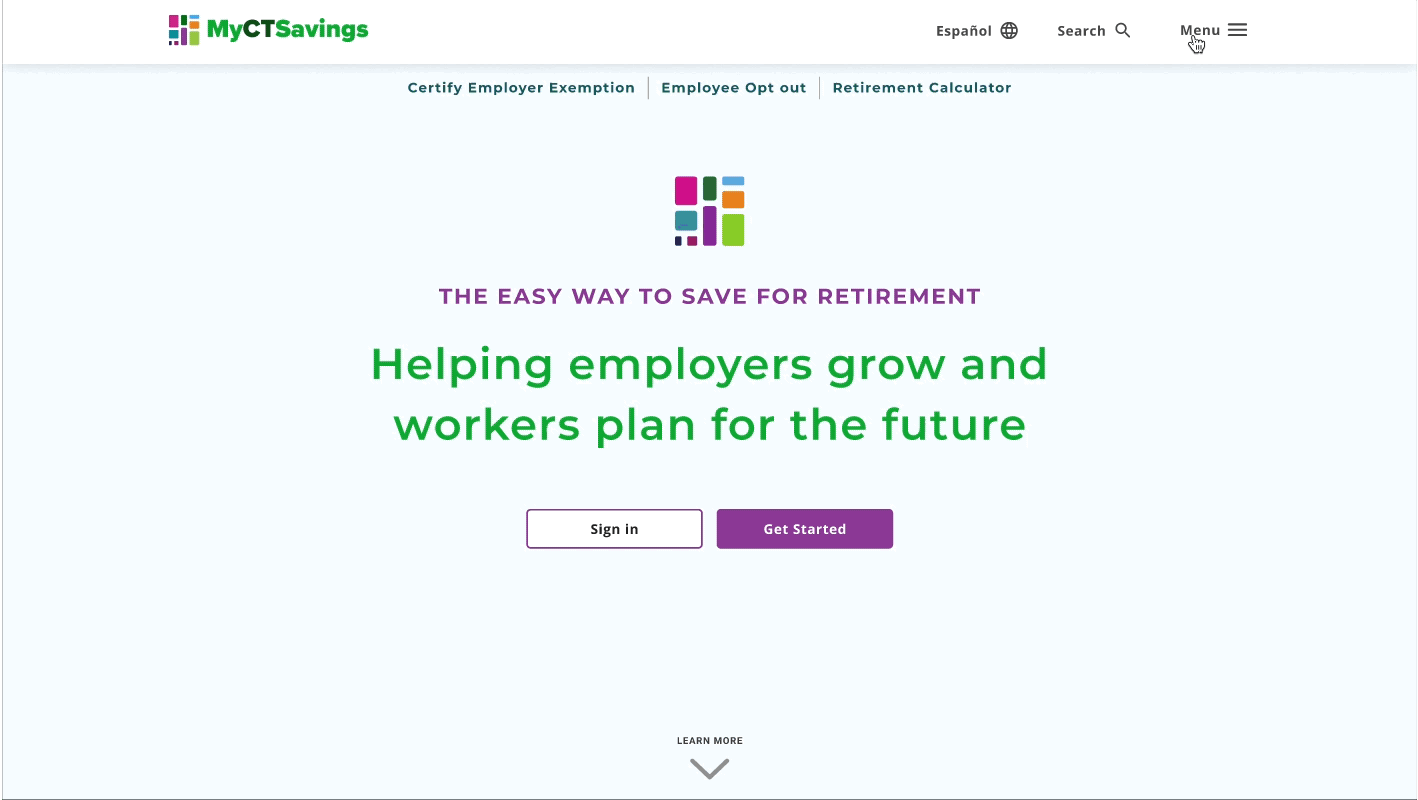 MyCTSavings
Español
Search
Menu
Certify Employer Exemption
Employee Opt out
Retirement Calculator
THE EASY WAY TO SAVE FOR RETIREMENT
Helping employers grow and
workers plan for the future
Sign in
Get Started
LEARN MORE